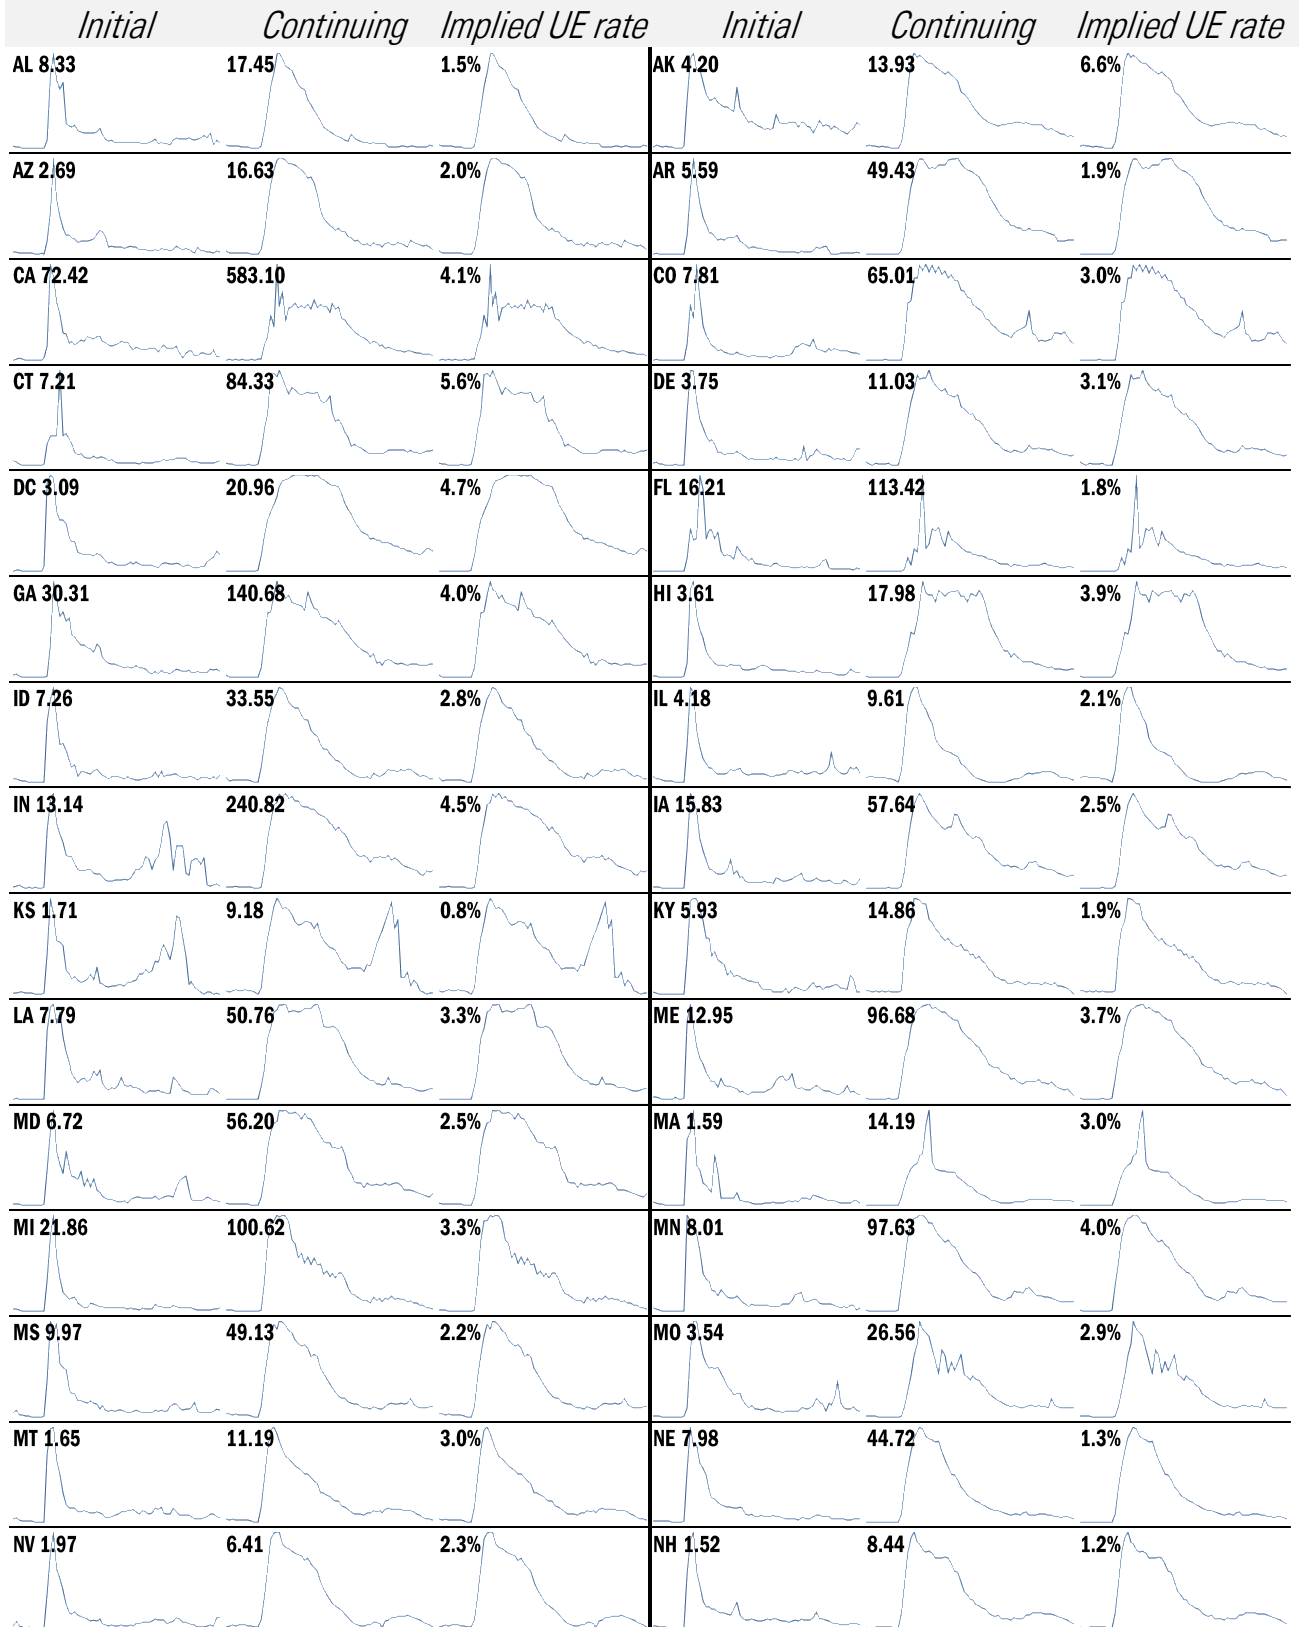 Initial Continuing Implied UE rate Initial Continuing Implied UE rate
AL 8.33 17.45 1.5% AK 4.20 13.93 6.6%
AZ 2.69 16.63 2.0% AR 5.59 49.43 1.9%
CA 72.42 583.10 4.1% CO 7.81 65.01 3.0%
CT 7.21 84.33 5.6% DE 3.75 11.03 3.1%
DC 3.09 20.96 4.7% FL 16.21 113.42 1.8%
GA 30.31 140.68 4.0% HI 3.61 17.98 3.9%
ID 7.26 33.55 2.8% IL 4.18 9.61 2.1%
IN 13.14 240.82 4.5% IA 15.83 57.64 2.5%
KS 1.71 9.18 0.8% KY 5.93 14.86 1.9%
LA 7.79 50.76 3.3% ME 12.95 96.68 3.7%
MD 6.72 56.20 2.5% MA 1.59 14.19 3.0%
MI 21.86 100.62 3.3% MN 8.01 97.63 4.0%
MS 9.97 49.13 2.2% MO 3.54 26.56 2.9%
MT 1.65 11.19 3.0% NE 7.98 44.72 1.3%
NV 1.97 6.41 2.3% NH 1.52 8.44 1.2%